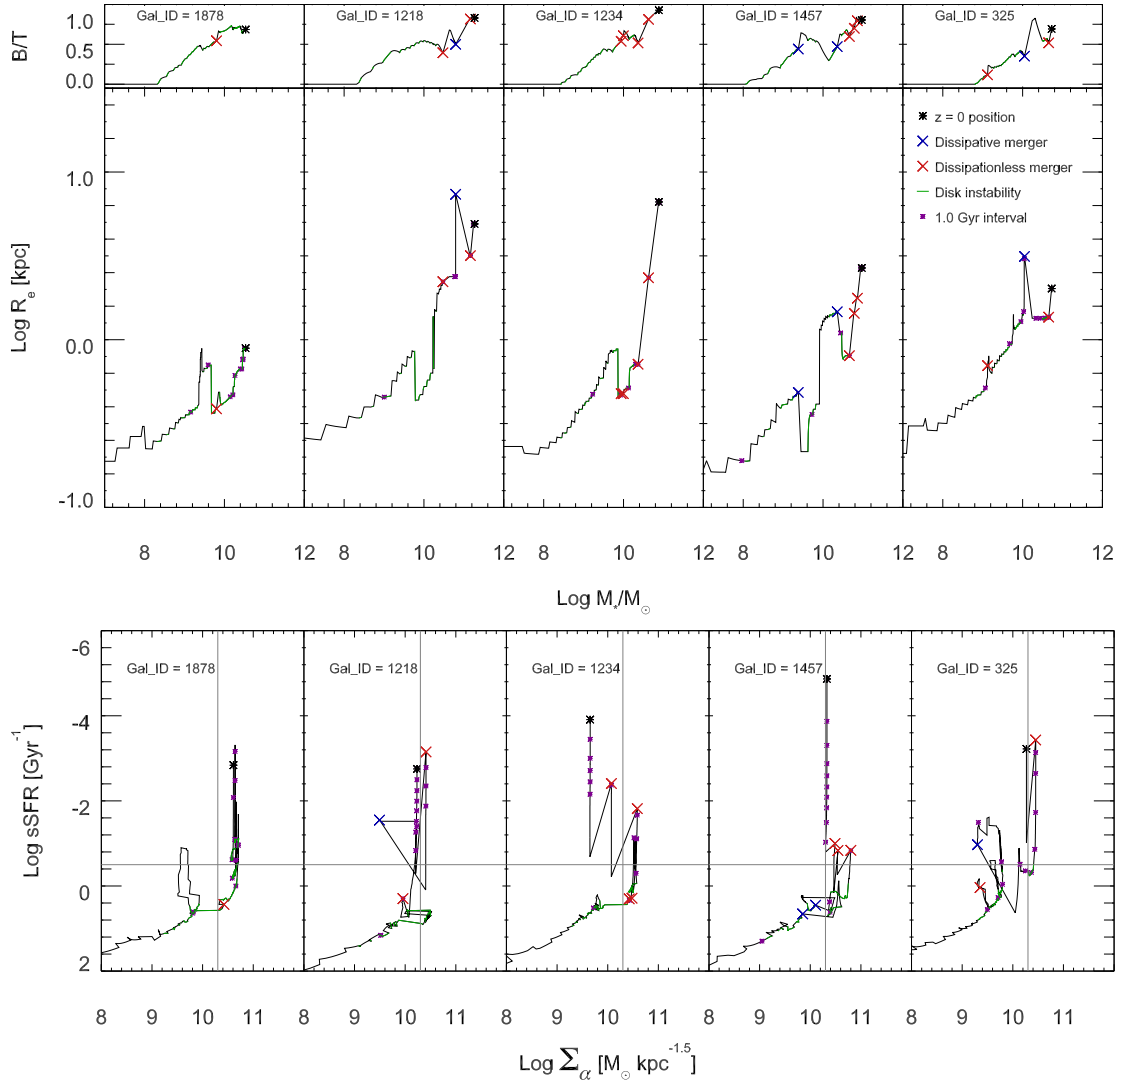 Gal_ID = 1878 Gal_ID = 1218 Gal_ID = 1234 Gal_ID = 1457 Gal_ID = 325
B/T
1.0
0.5
0.0
Log R_e [kpc]
1.0
0.0
-1.0
✱ z = 0 position
× Dissipative merger
× Dissipationless merger
— Disk instability
1.0 Gyr interval
8 10 12 8 10 12 8 10 12 8 10 12 8 10 12
Log M_*/M_☉
Gal_ID = 1878 Gal_ID = 1218 Gal_ID = 1234 Gal_ID = 1457 Gal_ID = 325
Log sSFR [Gyr^-1]
-6
-4
-2
0
2
8 9 10 11 8 9 10 11 8 9 10 11 8 9 10 11 8 9 10 11
Log Σ_α [M_☉ kpc^-1.5]